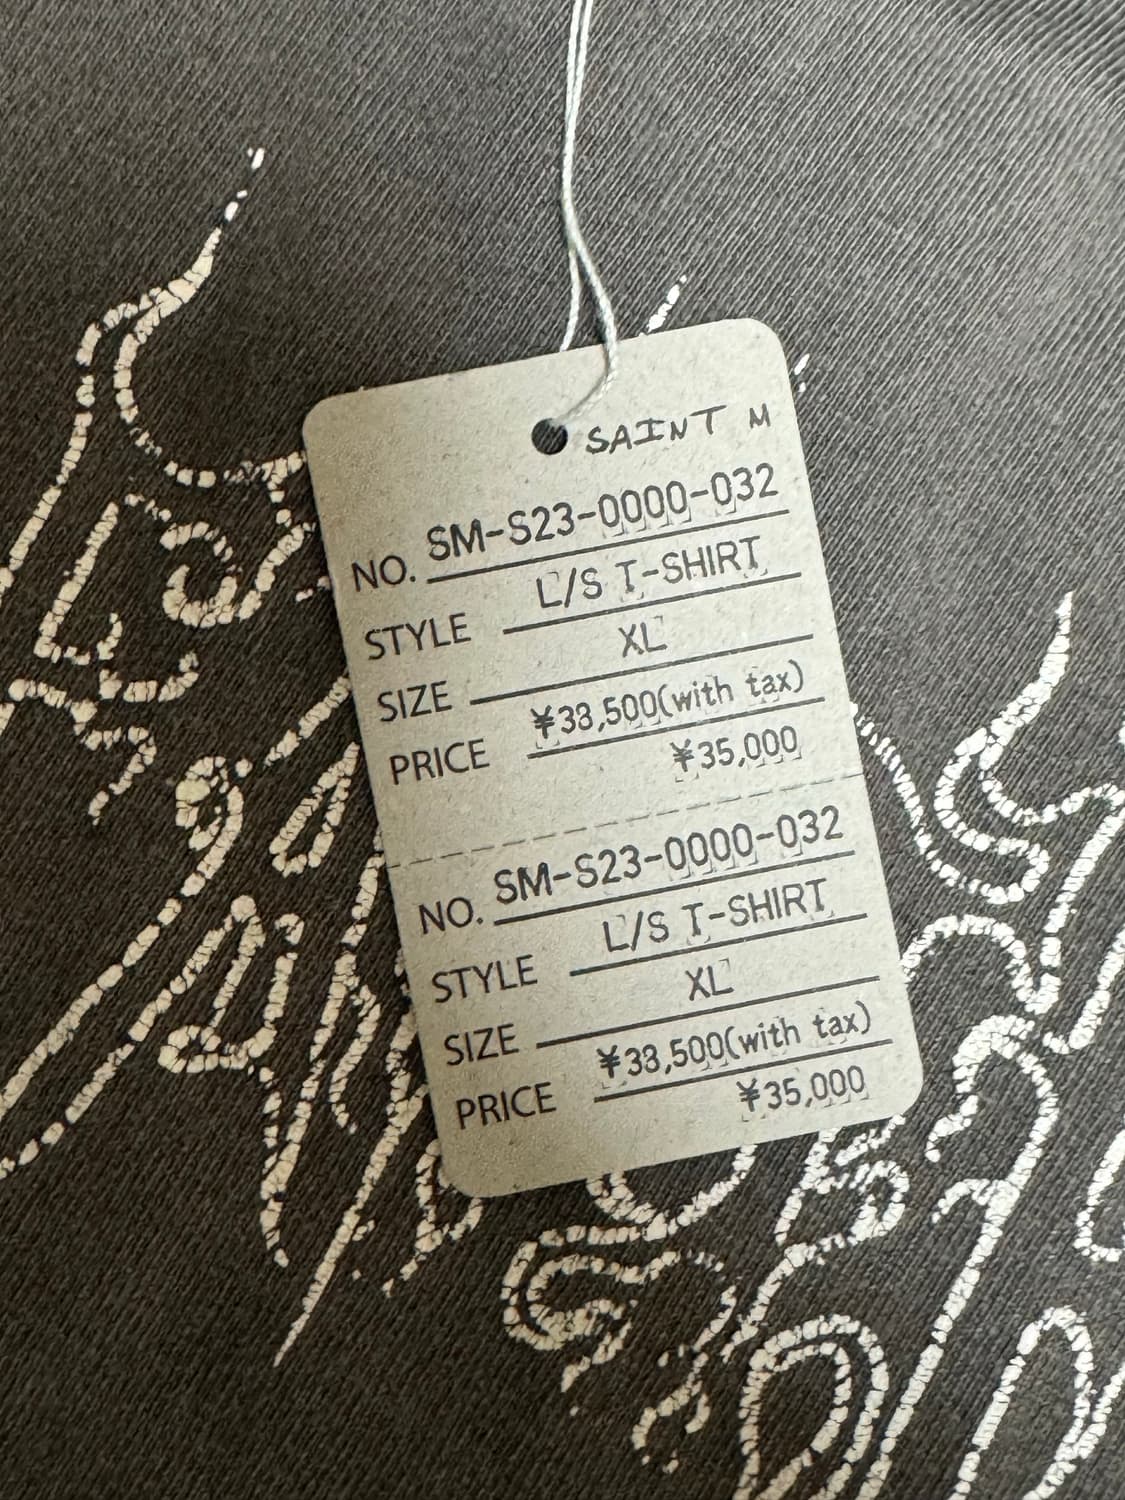 SAINT M
NO. SM-S23-0000-032
STYLE L/S T-SHIRT
SIZE XL
PRICE ¥38,500(with tax)
¥35,000
NO. SM-S23-0000-032
STYLE L/S T-SHIRT
SIZE XL
PRICE ¥38,500(with tax)
¥35,000